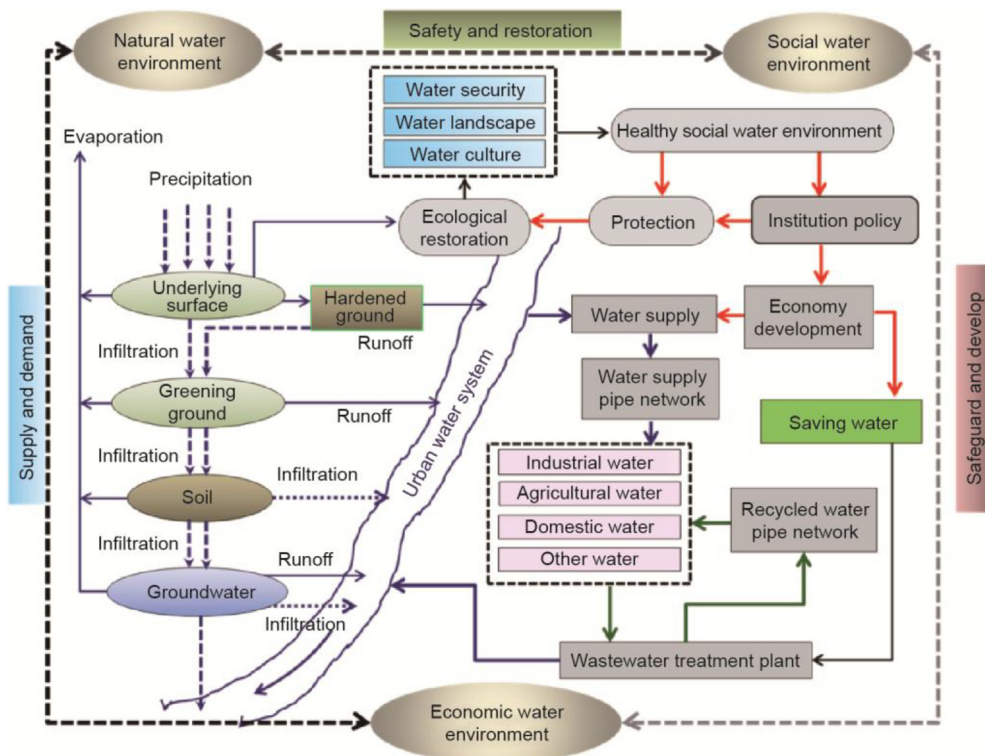 Safety and restoration
Natural water
environment
Social water
environment
Water security
Water landscape
Water culture
Healthy social water environment
Evaporation
Precipitation
Ecological
restoration
Protection
Institution policy
Underlying
surface
Hardened
ground
Runoff
Water supply
Economy
development
Infiltration
Greening
ground
Runoff
Water supply
pipe network
Saving water
Supply and demand
Safeguard and develop
Urban water system
Infiltration
Soil
Infiltration
Industrial water
Agricultural water
Domestic water
Other water
Recycled water
pipe network
Infiltration
Runoff
Groundwater
Infiltration
Wastewater treatment plant
Economic water
environment